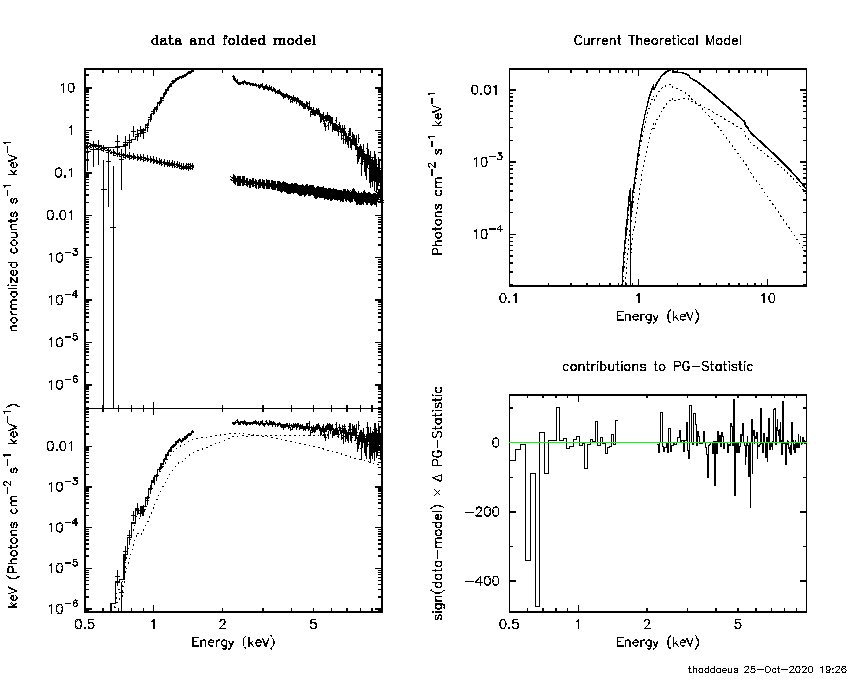 data and folded model
normalized counts s−1 keV−1
10
1
0.1
0.01
10−3
10−4
10−5
10−6
keV (Photons cm−2 s−1 keV−1)
0.01
10−3
10−4
10−5
10−6
0.5
1
2
5
Energy (keV)
Current Theoretical Model
Photons cm−2 s−1 keV−1
0.01
10−3
10−4
0.1
1
10
Energy (keV)
contributions to PG−Statistic
sign(data−model) × Δ PG−Statistic
0
−200
−400
0.5
1
2
5
Energy (keV)
thaddaeus 25−Oct−2020 19:26